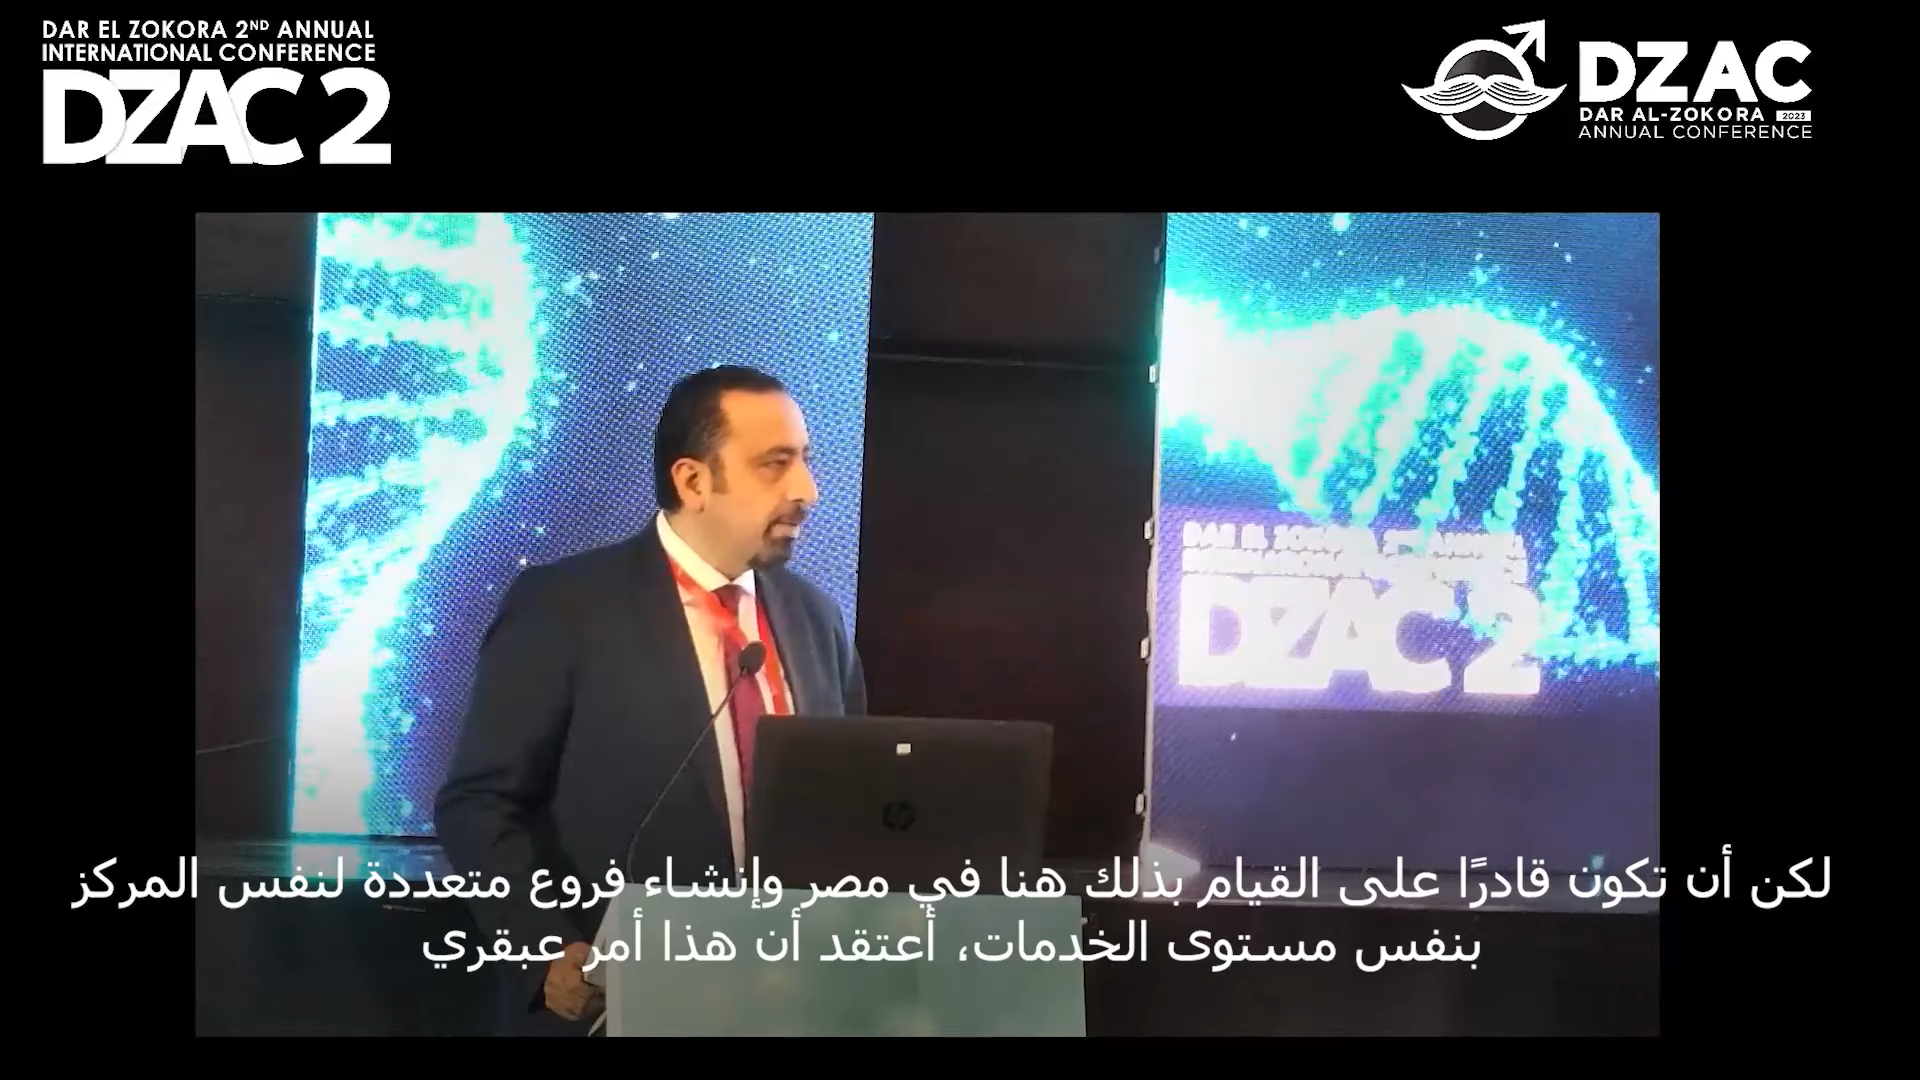 DAR EL ZOKORA 2ND ANNUAL
INTERNATIONAL CONFERENCE
DZAC 2
DZAC
DAR AL-ZOKORA 2023
ANNUAL CONFERENCE
DZAC 2
hp
لكن أن تكون قادرًا على القيام بذلك هنا في مصر وإنشاء فروع متعددة لنفس المركز
بنفس مستوى الخدمات، أعتقد أن هذا أمر عبقري